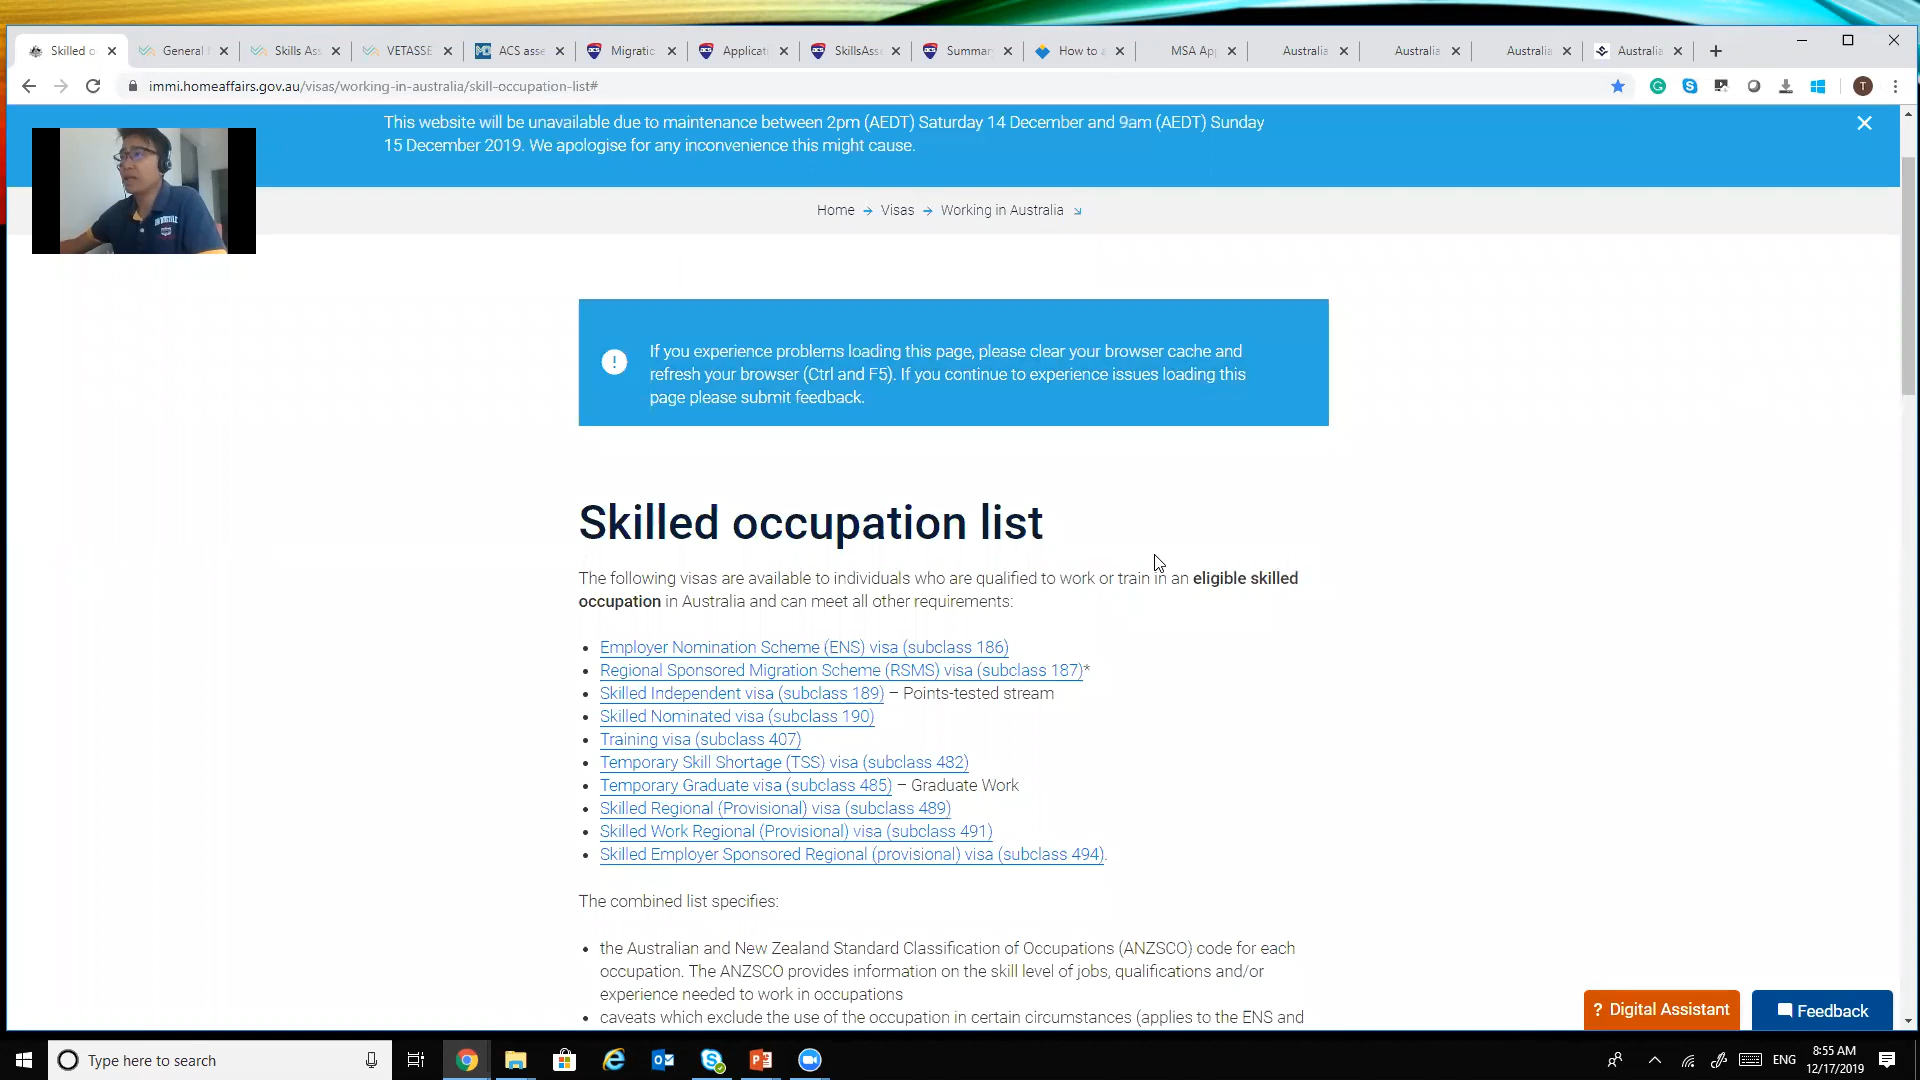 Skilled o
General
Skills Ass
VETASSE
ACS asse
Migratio
Applicat
SkillsAss
Summar
How to a
MSA App
Australia
Australia
Australia
Australia
immi.homeaffairs.gov.au/visas/working-in-australia/skill-occupation-list#
T
This website will be unavailable due to maintenance between 2pm (AEDT) Saturday 14 December and 9am (AEDT) Sunday
15 December 2019. We apologise for any inconvenience this might cause.
Home → Visas → Working in Australia
If you experience problems loading this page, please clear your browser cache and
refresh your browser (Ctrl and F5). If you continue to experience issues loading this
page please submit feedback.
Skilled occupation list
The following visas are available to individuals who are qualified to work or train in an eligible skilled
occupation in Australia and can meet all other requirements:
• Employer Nomination Scheme (ENS) visa (subclass 186)
• Regional Sponsored Migration Scheme (RSMS) visa (subclass 187)*
• Skilled Independent visa (subclass 189) – Points-tested stream
• Skilled Nominated visa (subclass 190)
• Training visa (subclass 407)
• Temporary Skill Shortage (TSS) visa (subclass 482)
• Temporary Graduate visa (subclass 485) – Graduate Work
• Skilled Regional (Provisional) visa (subclass 489)
• Skilled Work Regional (Provisional) visa (subclass 491)
• Skilled Employer Sponsored Regional (provisional) visa (subclass 494).
The combined list specifies:
• the Australian and New Zealand Standard Classification of Occupations (ANZSCO) code for each
occupation. The ANZSCO provides information on the skill level of jobs, qualifications and/or
experience needed to work in occupations
• caveats which exclude the use of the occupation in certain circumstances (applies to the ENS and
? Digital Assistant
Feedback
Type here to search
ENG
8:55 AM
12/17/2019